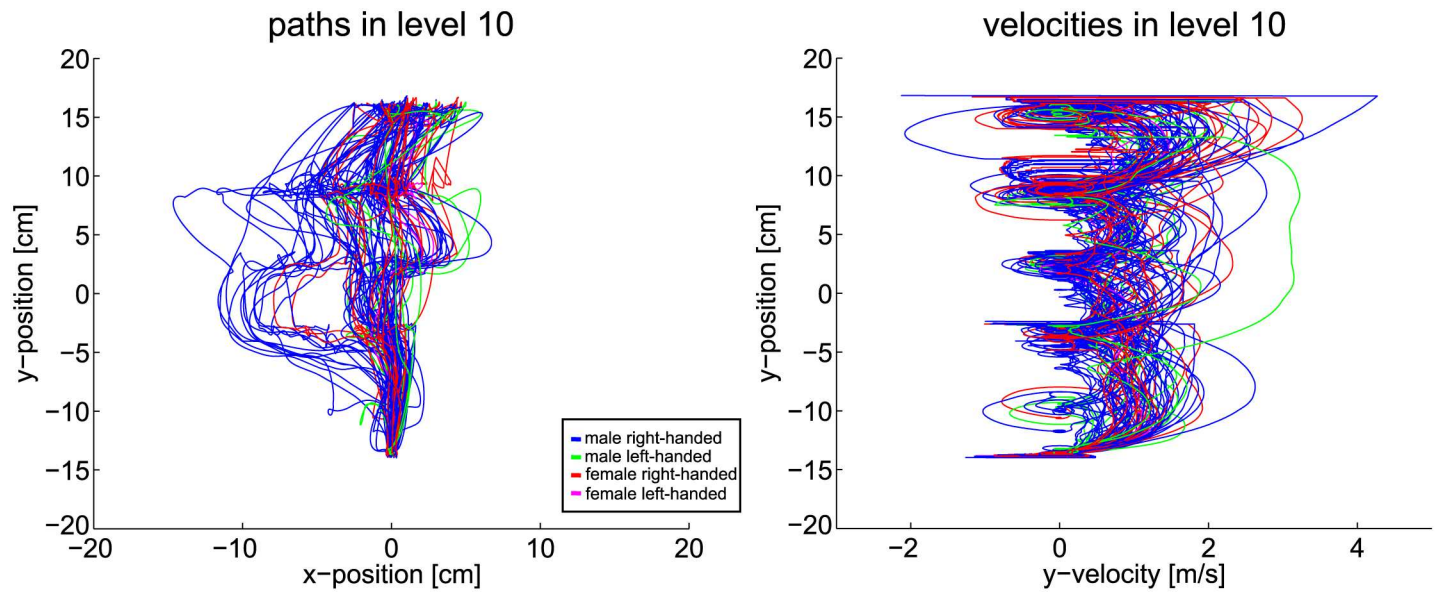 paths in level 10
20
15
10
5
0
−5
−10
−15
−20
y−position [cm]
−20
−10
0
10
20
x−position [cm]
male right-handed
male left-handed
female right-handed
female left-handed
velocities in level 10
20
15
10
5
0
−5
−10
−15
−20
y−position [cm]
−2
0
2
4
y−velocity [m/s]